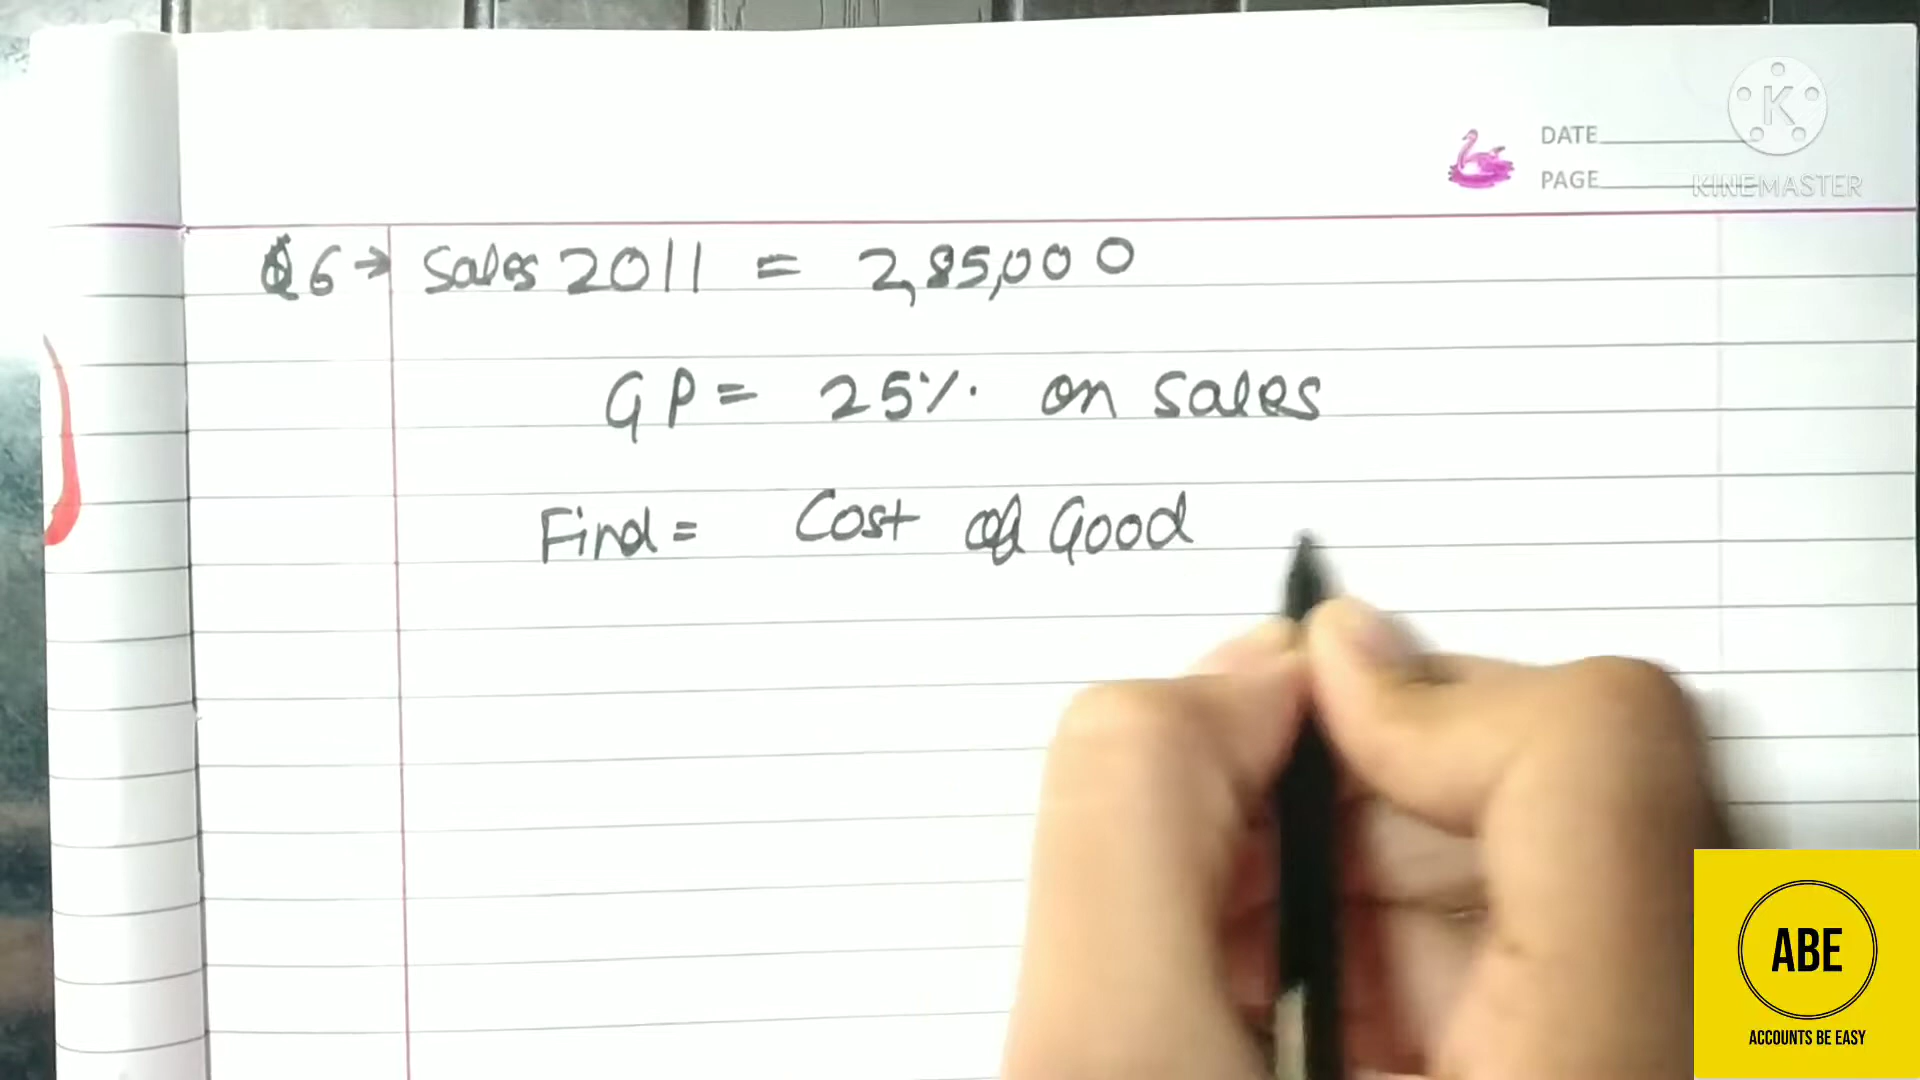 DATE
PAGE
K
KINEMASTER
Q6→ Sales 2011 = 2,85,000
GP = 25% on Sales
Find = Cost of Good
ABE
ACCOUNTS BE EASY